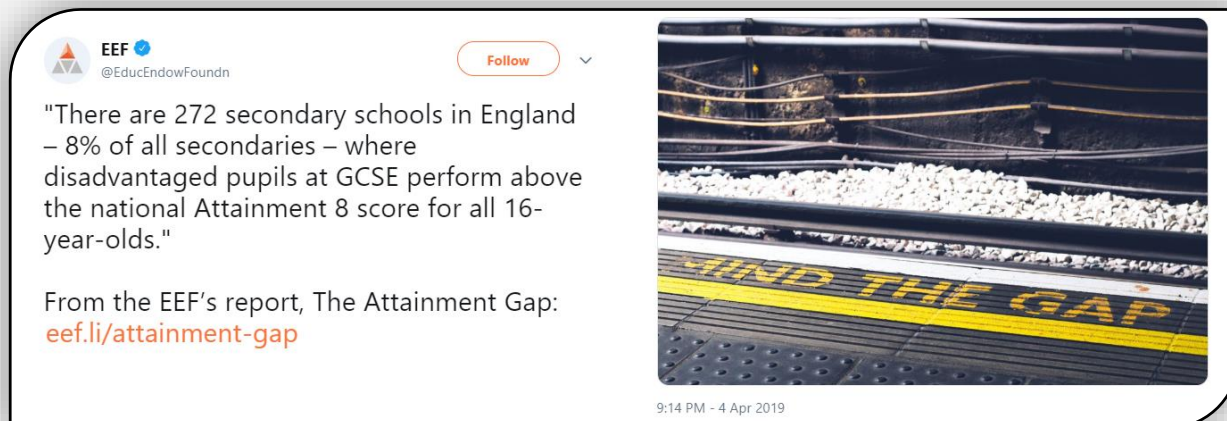 EEF
@EducEndowFoundn
Follow
"There are 272 secondary schools in England
– 8% of all secondaries – where
disadvantaged pupils at GCSE perform above
the national Attainment 8 score for all 16-
year-olds."
From the EEF’s report, The Attainment Gap:
eef.li/attainment-gap
MIND THE GAP
9:14 PM - 4 Apr 2019